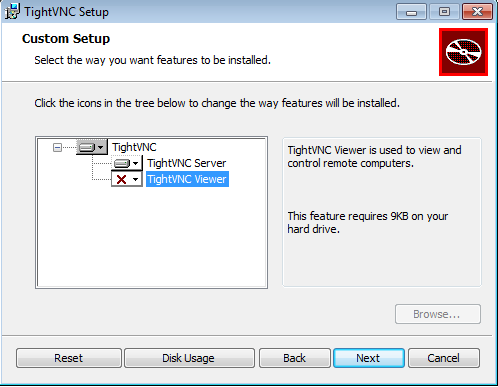 TightVNC Setup
Custom Setup
Select the way you want features to be installed.
Click the icons in the tree below to change the way features will be installed.
TightVNC
TightVNC Server
TightVNC Viewer
TightVNC Viewer is used to view and
control remote computers.
This feature requires 9KB on your
hard drive.
Browse...
Reset
Disk Usage
Back
Next
Cancel